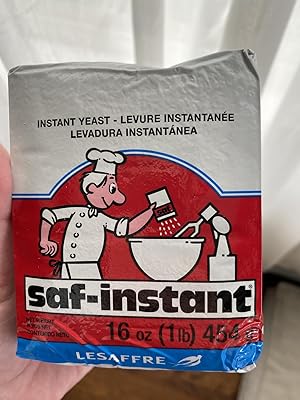 INSTANT YEAST - LEVURE INSTANTANÉE
LEVADURA INSTANTÁNEA
saf-instant
16 oz (1 lb) 454
LESAFFRE